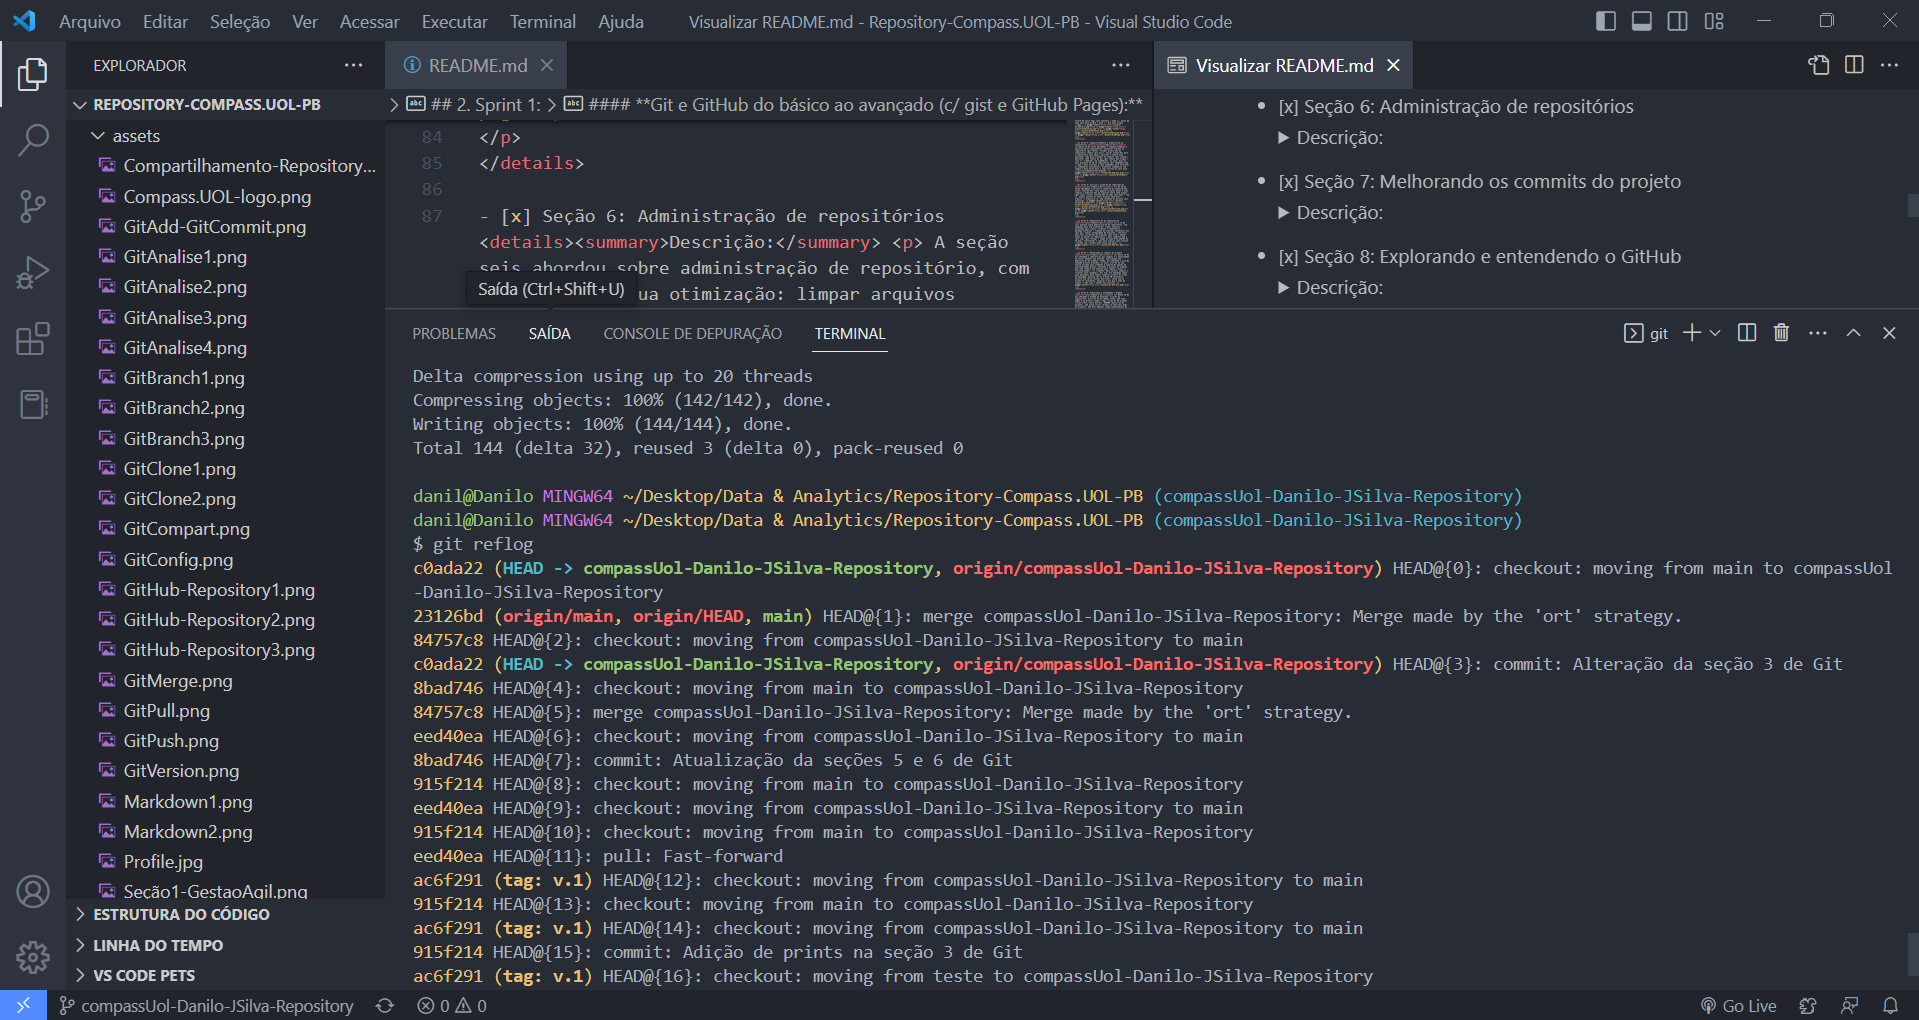 Arquivo Editar Seleção Ver Acessar Executar Terminal Ajuda Visualizar README.md - Repository-Compass.UOL-PB - Visual Studio Code
EXPLORADOR
REPOSITORY-COMPASS.UOL-PB
assets
Compartilhamento-Repository...
Compass.UOL-logo.png
GitAdd-GitCommit.png
GitAnalise1.png
GitAnalise2.png
GitAnalise3.png
GitAnalise4.png
GitBranch1.png
GitBranch2.png
GitBranch3.png
GitClone1.png
GitClone2.png
GitCompart.png
GitConfig.png
GitHub-Repository1.png
GitHub-Repository2.png
GitHub-Repository3.png
GitMerge.png
GitPull.png
GitPush.png
GitVersion.png
Markdown1.png
Markdown2.png
Profile.jpg
Seção1-GestaoAgil.png
ESTRUTURA DO CÓDIGO
LINHA DO TEMPO
VS CODE PETS
README.md
## 2. Sprint 1: > #### **Git e GitHub do básico ao avançado (c/ gist e GitHub Pages):**
84 </p>
85 </details>
86
87 - [x] Seção 6: Administração de repositórios
<details><summary>Descrição:</summary> <p> A seção
seis abordou sobre administração de repositório, com
ua otimização: limpar arquivos
Saída (Ctrl+Shift+U)
Visualizar README.md
[x] Seção 6: Administração de repositórios
Descrição:
[x] Seção 7: Melhorando os commits do projeto
Descrição:
[x] Seção 8: Explorando e entendendo o GitHub
Descrição:
PROBLEMAS SAÍDA CONSOLE DE DEPURAÇÃO TERMINAL git
Delta compression using up to 20 threads
Compressing objects: 100% (142/142), done.
Writing objects: 100% (144/144), done.
Total 144 (delta 32), reused 3 (delta 0), pack-reused 0
danil@Danilo MINGW64 ~/Desktop/Data & Analytics/Repository-Compass.UOL-PB (compassUol-Danilo-JSilva-Repository)
danil@Danilo MINGW64 ~/Desktop/Data & Analytics/Repository-Compass.UOL-PB (compassUol-Danilo-JSilva-Repository)
$ git reflog
c0ada22 (HEAD -> compassUol-Danilo-JSilva-Repository, origin/compassUol-Danilo-JSilva-Repository) HEAD@{0}: checkout: moving from main to compassUol
-Danilo-JSilva-Repository
23126bd (origin/main, origin/HEAD, main) HEAD@{1}: merge compassUol-Danilo-JSilva-Repository: Merge made by the 'ort' strategy.
84757c8 HEAD@{2}: checkout: moving from compassUol-Danilo-JSilva-Repository to main
c0ada22 (HEAD -> compassUol-Danilo-JSilva-Repository, origin/compassUol-Danilo-JSilva-Repository) HEAD@{3}: commit: Alteração da seção 3 de Git
8bad746 HEAD@{4}: checkout: moving from main to compassUol-Danilo-JSilva-Repository
84757c8 HEAD@{5}: merge compassUol-Danilo-JSilva-Repository: Merge made by the 'ort' strategy.
eed40ea HEAD@{6}: checkout: moving from compassUol-Danilo-JSilva-Repository to main
8bad746 HEAD@{7}: commit: Atualização da seções 5 e 6 de Git
915f214 HEAD@{8}: checkout: moving from main to compassUol-Danilo-JSilva-Repository
eed40ea HEAD@{9}: checkout: moving from compassUol-Danilo-JSilva-Repository to main
915f214 HEAD@{10}: checkout: moving from main to compassUol-Danilo-JSilva-Repository
eed40ea HEAD@{11}: pull: Fast-forward
ac6f291 (tag: v.1) HEAD@{12}: checkout: moving from compassUol-Danilo-JSilva-Repository to main
915f214 HEAD@{13}: checkout: moving from main to compassUol-Danilo-JSilva-Repository
ac6f291 (tag: v.1) HEAD@{14}: checkout: moving from compassUol-Danilo-JSilva-Repository to main
915f214 HEAD@{15}: commit: Adição de prints na seção 3 de Git
ac6f291 (tag: v.1) HEAD@{16}: checkout: moving from teste to compassUol-Danilo-JSilva-Repository
compassUol-Danilo-JSilva-Repository 0 0 Go Live